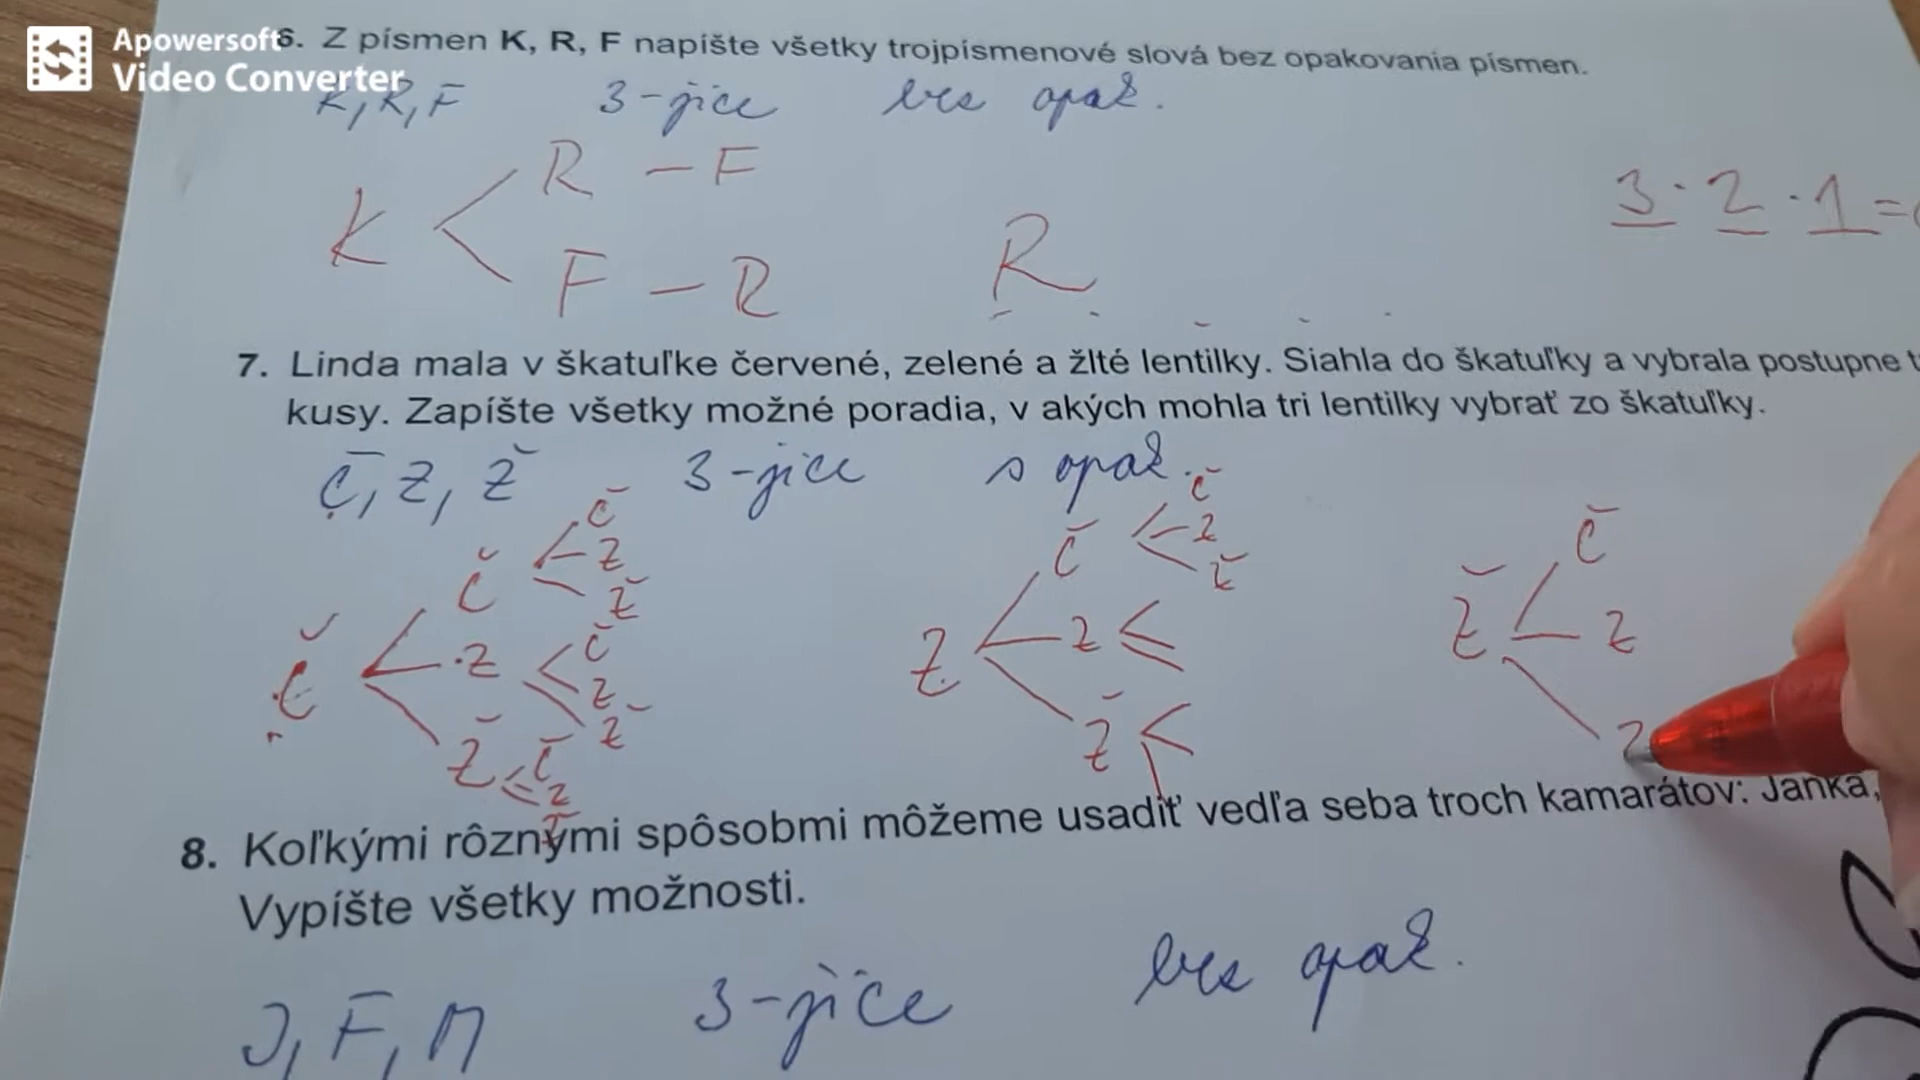 Apowersoft
Video Converter
6. Z písmen K, R, F napíšte všetky trojpísmenové slová bez opakovania písmen.
K, R, F 3-jice bez opak.
K R - F
F - R
R
3 · 2 · 1 =
7. Linda mala v škatuľke červené, zelené a žlté lentilky. Siahla do škatuľky a vybrala postupne
kusy. Zapíšte všetky možné poradia, v akých mohla tri lentilky vybrať zo škatuľky.
Č, Z, Ž 3-jice s opak.
Č Č Č Z Ž
Z Č Z Ž
Ž Č Z Ž
Z Č Č Z Ž
Z
Ž
Ž Č
Z
Z
8. Koľkými rôznymi spôsobmi môžeme usadiť vedľa seba troch kamarátov: Janka,
Vypíšte všetky možnosti.
J, F, M 3-jice bez opak.